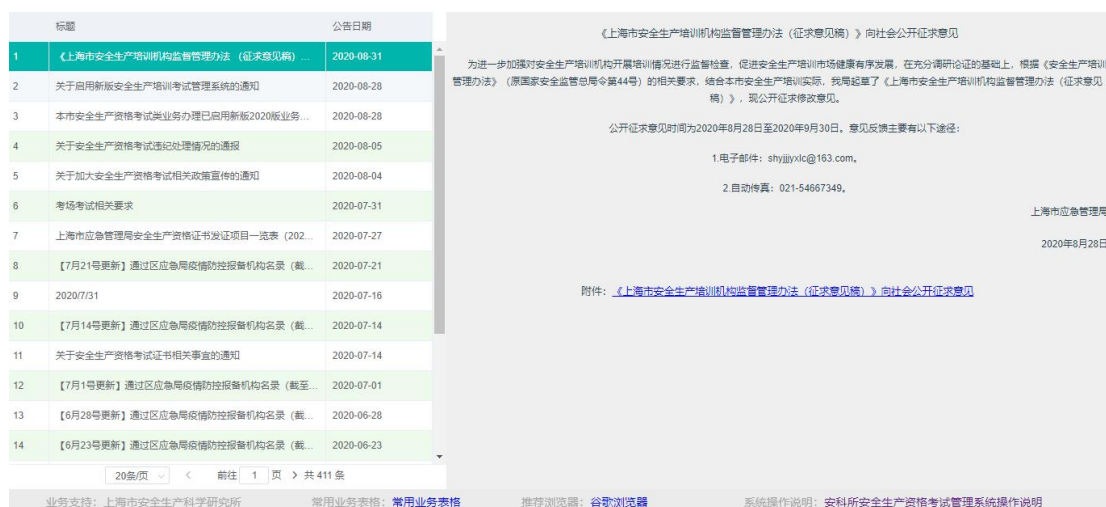 标题 公告日期
1 《上海市安全生产培训机构监督管理办法 （征求意见稿）... 2020-08-31
2 关于启用新版安全生产培训考试管理系统的通知 2020-08-28
3 本市安全生产资格考试类业务办理已启用新版2020版业务... 2020-08-28
4 关于安全生产资格考试违纪处理情况的通报 2020-08-05
5 关于加大安全生产资格考试相关政策宣传的通知 2020-08-04
6 考场考试相关要求 2020-07-31
7 上海市应急管理局安全生产资格证书发证项目一览表（202... 2020-07-27
8 【7月21号更新】通过区应急局疫情防控报备机构名录（截... 2020-07-21
9 2020/7/31 2020-07-16
10 【7月14号更新】通过区应急局疫情防控报备机构名录（截... 2020-07-14
11 关于安全生产资格考试证书相关事宜的通知 2020-07-14
12 【7月1号更新】通过区应急局疫情防控报备机构名录（截至... 2020-07-01
13 【6月28号更新】通过区应急局疫情防控报备机构名录（截... 2020-06-28
14 【6月23号更新】通过区应急局疫情防控报备机构名录（截... 2020-06-23
20条/页 < 前往 1 页 > 共 411 条
《上海市安全生产培训机构监督管理办法（征求意见稿）》向社会公开征求意见
为进一步加强对安全生产培训机构开展培训情况进行监督检查，促进安全生产培训市场健康有序发展，在充分调研论证的基础上，根据《安全生产培训
管理办法》（原国家安全监管总局令第44号）的相关要求，结合本市安全生产培训实际，我局起草了《上海市安全生产培训机构监督管理办法（征求意见
稿）》，现公开征求修改意见。
公开征求意见时间为2020年8月28日至2020年9月30日。意见反馈主要有以下途径：
1.电子邮件：shyjjjyxlc@163.com。
2.自动传真：021-54667349。
上海市应急管理局
2020年8月28日
附件：《上海市安全生产培训机构监督管理办法（征求意见稿）》向社会公开征求意见
业务支持：上海市安全生产科学研究所 常用业务表格：常用业务表格 推荐浏览器：谷歌浏览器 系统操作说明：安科所安全生产资格考试管理系统操作说明